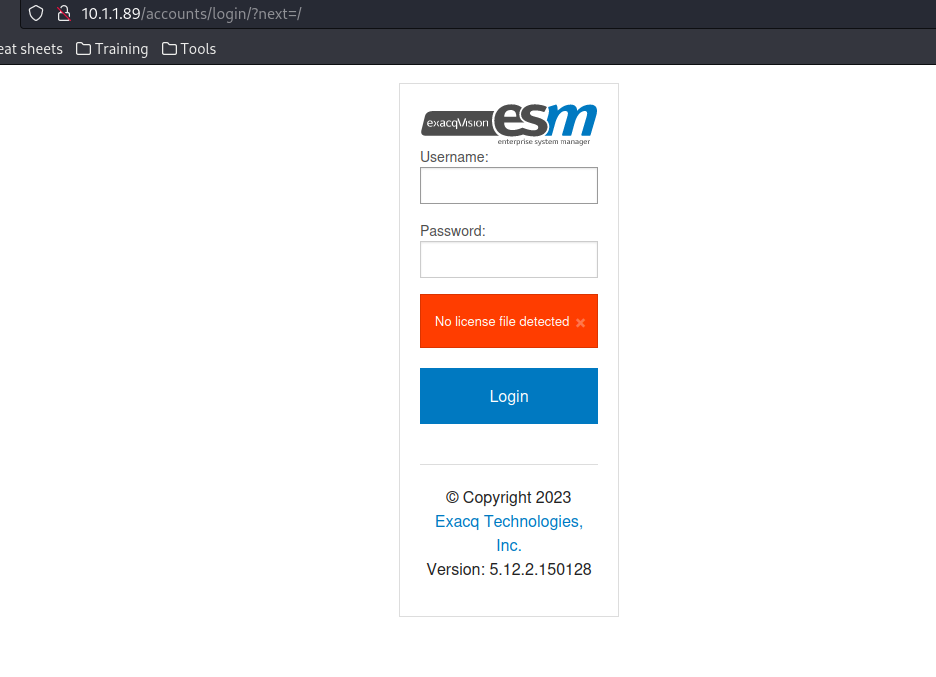 10.1.1.89/accounts/login/?next=/
eat sheets Training Tools
exacqVision esm
enterprise system manager
Username:
Password:
No license file detected ×
Login
© Copyright 2023
Exacq Technologies,
Inc.
Version: 5.12.2.150128